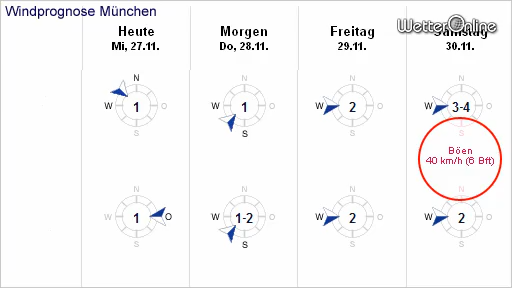 Windprognose München
WetterOnline
Heute
Mi, 27.11.
Morgen
Do, 28.11.
Freitag
29.11.
Samstag
30.11.
N
W 1 O
S
N
W 1 O
S
N
W 2 O
S
N
W 3-4 O
S
Böen
40 km/h (6 Bft)
N
W 1 O
S
N
W 1-2 O
S
N
W 2 O
S
N
W 2 O
S